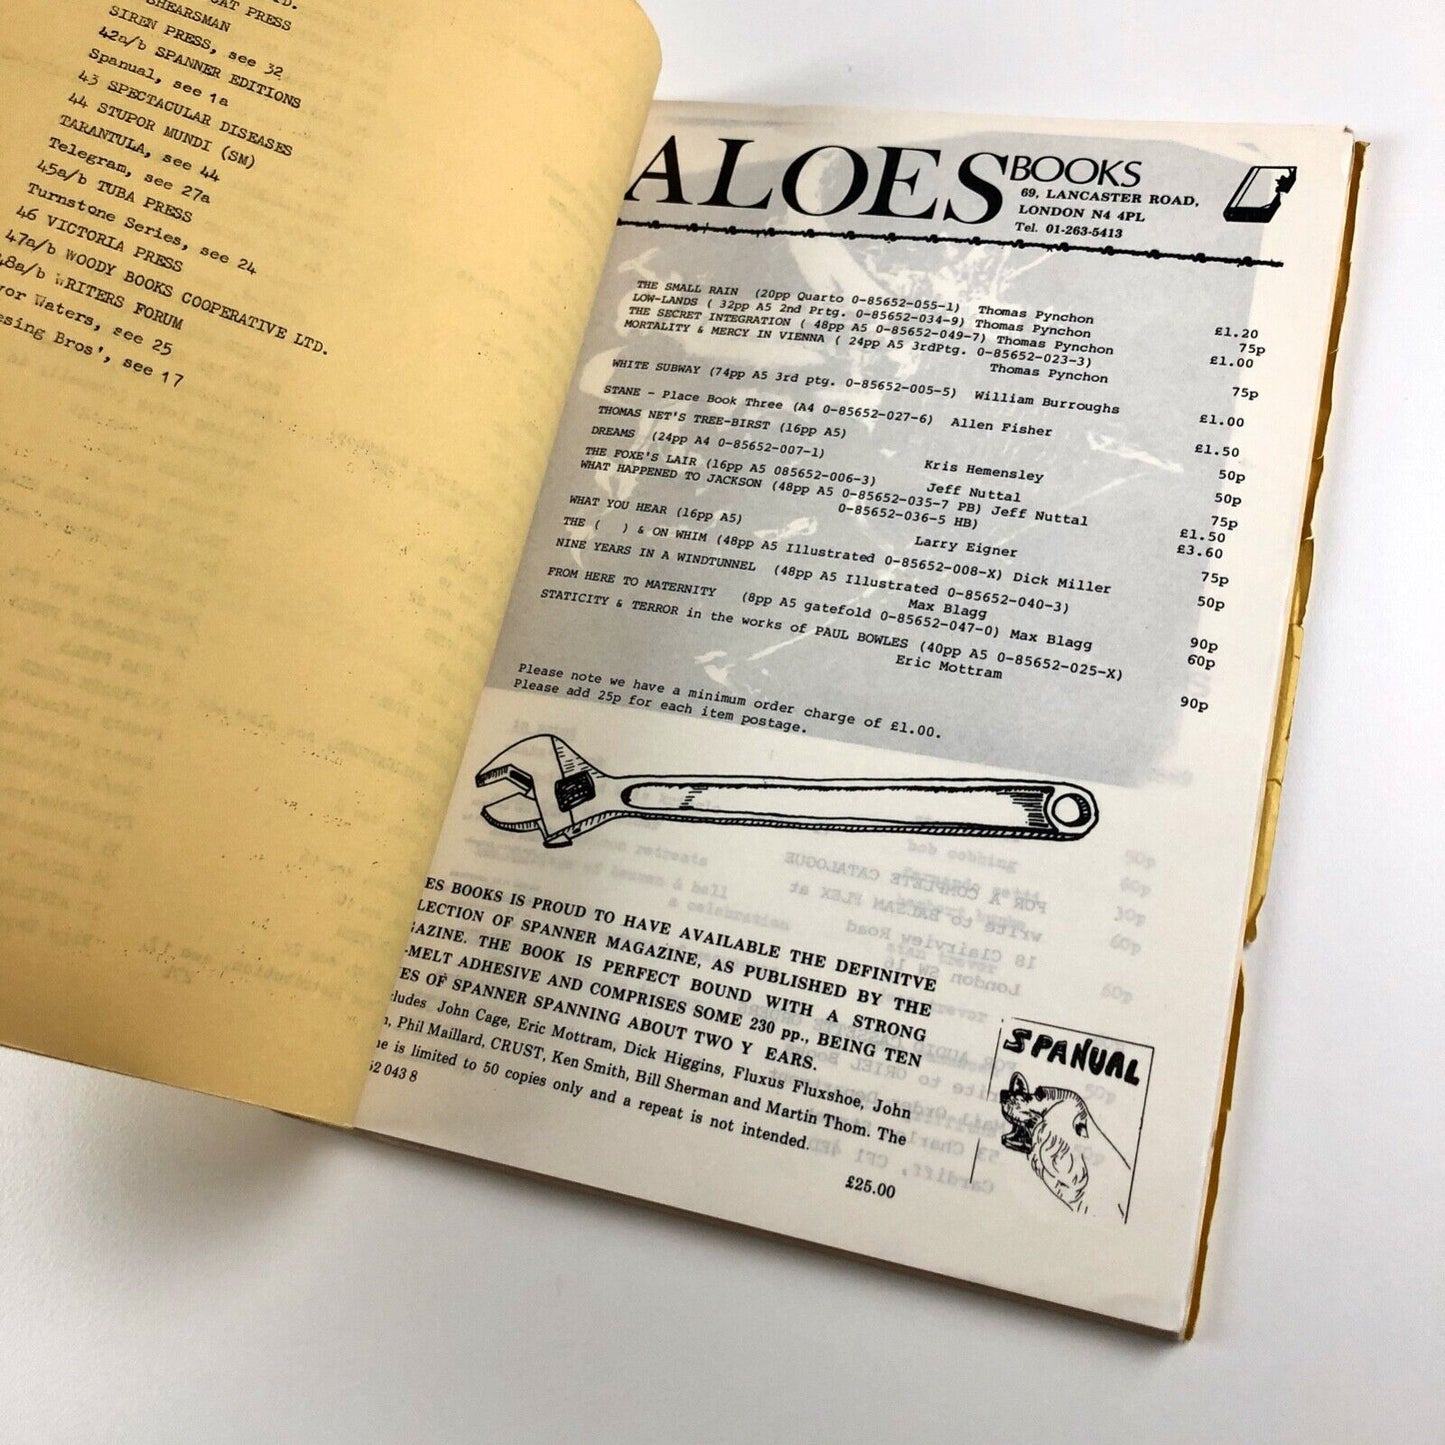 CAT PRESS
SHEARSMAN
SIREN PRESS, see 32
42a/b SPANNER EDITIONS
Spanual, see 1a
43 SPECTACULAR DISEASES
44 STUPOR MUNDI (SM)
TARANTULA, see 44
Telegram, see 27a
45a/b TUBA PRESS
Turnstone Series, see 24
46 VICTORIA PRESS
47a/b WOODY BOOKS COOPERATIVE LTD.
48a/b WRITERS FORUM
vor Waters, see 25
esing Bros', see 17
ALOES BOOKS
69, LANCASTER ROAD,
LONDON N4 4PL
Tel. 01-263-5413
THE SMALL RAIN (20pp Quarto 0-85652-055-1) Thomas Pynchon £1.20
LOW-LANDS ( 32pp A5 2nd Prtg. 0-85652-034-9) Thomas Pynchon 75p
THE SECRET INTEGRATION ( 48pp A5 0-85652-049-7) Thomas Pynchon £1.00
MORTALITY & MERCY IN VIENNA ( 24pp A5 3rdPtg. 0-85652-023-3)
Thomas Pynchon 75p
WHITE SUBWAY (74pp A5 3rd ptg. 0-85652-005-5) William Burroughs £1.00
STANE - Place Book Three (A4 0-85652-027-6) Allen Fisher £1.50
THOMAS NET'S TREE-BIRST (16pp A5)
Kris Hemensley 50p
DREAMS (24pp A4 0-85652-007-1)
Jeff Nuttal 50p
THE FOXE'S LAIR (16pp A5 085652-006-3)
Jeff Nuttal 75p
WHAT HAPPENED TO JACKSON (48pp A5 0-85652-035-7 PB) £1.50
0-85652-036-5 HB) £3.60
WHAT YOU HEAR (16pp A5)
Larry Eigner 75p
THE ( ) & ON WHIM (48pp A5 Illustrated 0-85652-008-X) Dick Miller 50p
NINE YEARS IN A WINDTUNNEL (48pp A5 Illustrated 0-85652-040-3)
Max Blagg 90p
FROM HERE TO MATERNITY (8pp A5 gatefold 0-85652-047-0) Max Blagg 60p
STATICITY & TERROR in the works of PAUL BOWLES (40pp A5 0-85652-025-X)
Eric Mottram 90p
Please note we have a minimum order charge of £1.00.
Please add 25p for each item postage.
ES BOOKS IS PROUD TO HAVE AVAILABLE THE DEFINITVE
LECTION OF SPANNER MAGAZINE, AS PUBLISHED BY THE
AZINE. THE BOOK IS PERFECT BOUND WITH A STRONG
-MELT ADHESIVE AND COMPRISES SOME 230 pp., BEING TEN
ES OF SPANNER SPANNING ABOUT TWO Y EARS.
cludes John Cage, Eric Mottram, Dick Higgins, Fluxus Fluxshoe, John
n, Phil Maillard, CRUST, Ken Smith, Bill Sherman and Martin Thom. The
ne is limited to 50 copies only and a repeat is not intended.
52 043 8
£25.00
SPANUAL